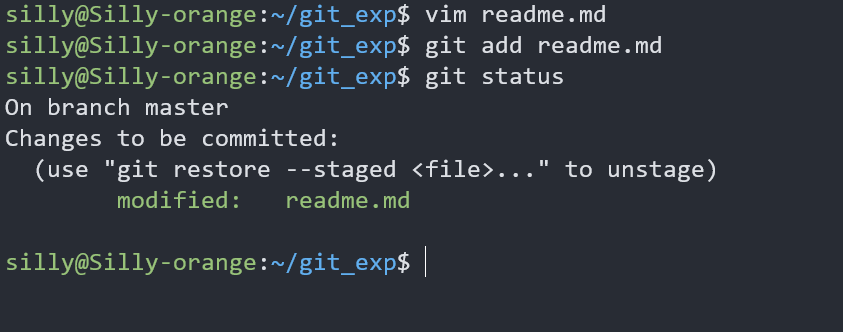 silly@Silly-orange:~/git_exp$ vim readme.md
silly@Silly-orange:~/git_exp$ git add readme.md
silly@Silly-orange:~/git_exp$ git status
On branch master
Changes to be committed:
  (use "git restore --staged <file>..." to unstage)
        modified:   readme.md

silly@Silly-orange:~/git_exp$